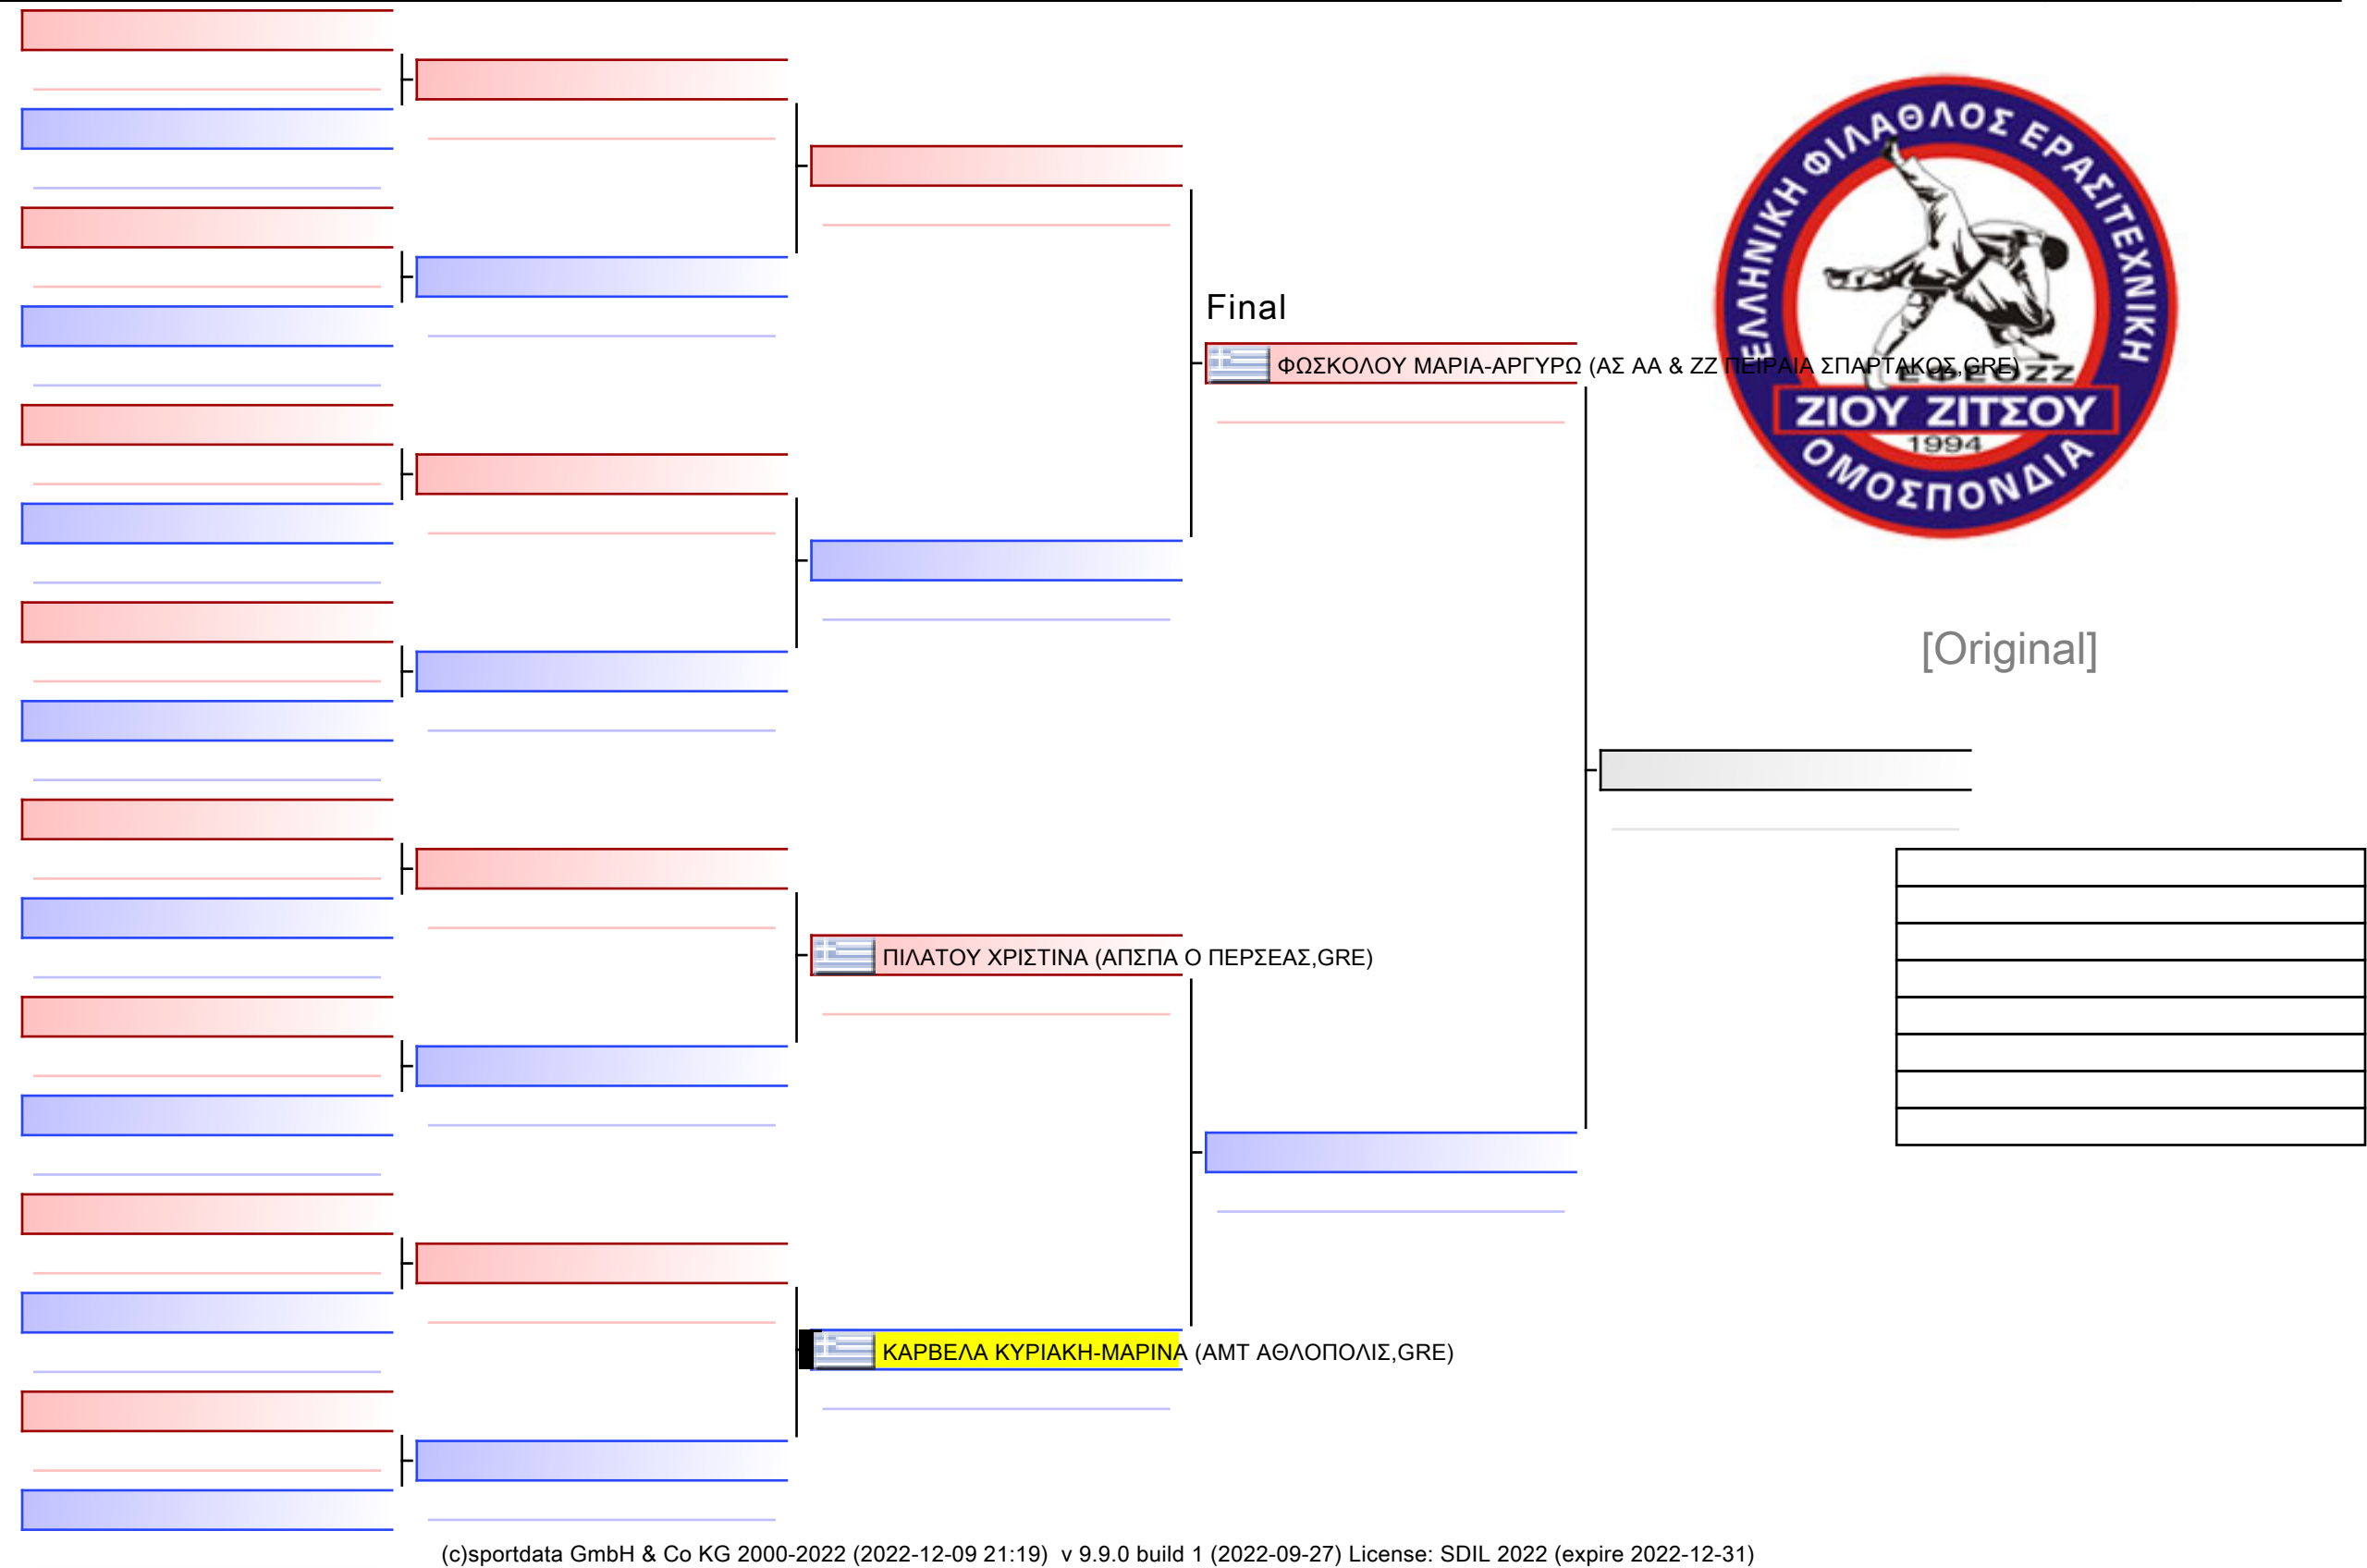 ΕΛΛΗΝΙΚΗ ΦΙΛΑΘΛΟΣ ΕΡΑΣΙΤΕΧΝΙΚΗ
Final
ΦΩΣΚΟΛΟΥ ΜΑΡΙΑ-ΑΡΓΥΡΩ (ΑΣ ΑΑ & ΖΖ ΠΕΙΡΑΙΑ ΣΠΑΡΤΑΚΟΣ,GRE)
ΕΦΕΟΖΖ
ΖΙΟΥ ΖΙΤΣΟΥ
1994
ΟΜΟΣΠΟΝΔΙΑ
[Original]
ΠΙΛΑΤΟΥ ΧΡΙΣΤΙΝΑ (ΑΠΣΠΑ Ο ΠΕΡΣΕΑΣ,GRE)
ΚΑΡΒΕΛΑ ΚΥΡΙΑΚΗ-ΜΑΡΙΝΑ (ΑΜΤ ΑΘΛΟΠΟΛΙΣ,GRE)
(c)sportdata GmbH & Co KG 2000-2022 (2022-12-09 21:19) v 9.9.0 build 1 (2022-09-27) License: SDIL 2022 (expire 2022-12-31)